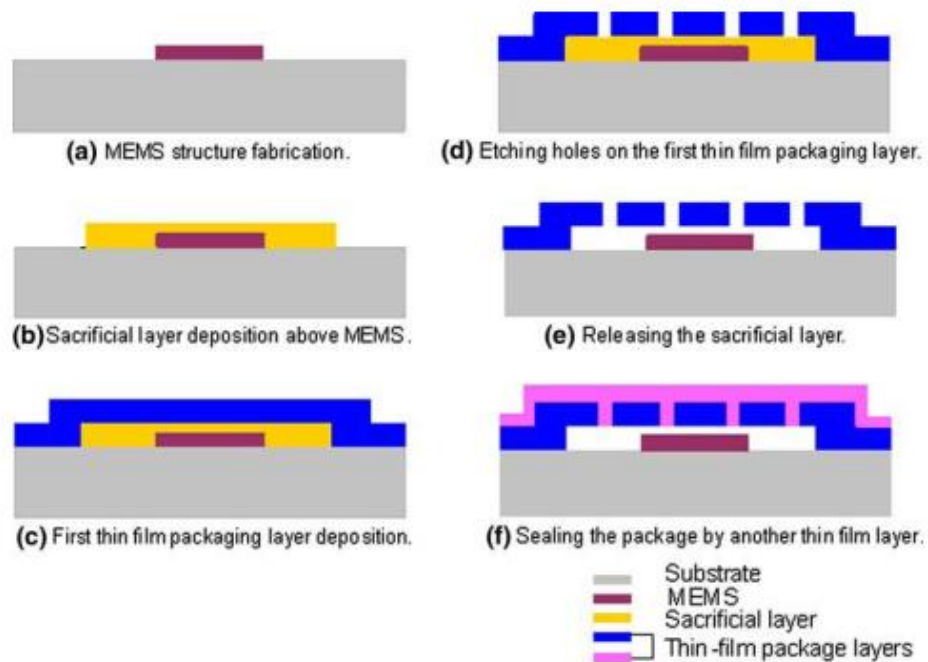 (a) MEMS structure fabrication.
(b) Sacrificial layer deposition above MEMS.
(c) First thin film packaging layer deposition.
(d) Etching holes on the first thin film packaging layer.
(e) Releasing the sacrificial layer.
(f) Sealing the package by another thin film layer.
Substrate
MEMS
Sacrificial layer
Thin-film package layers